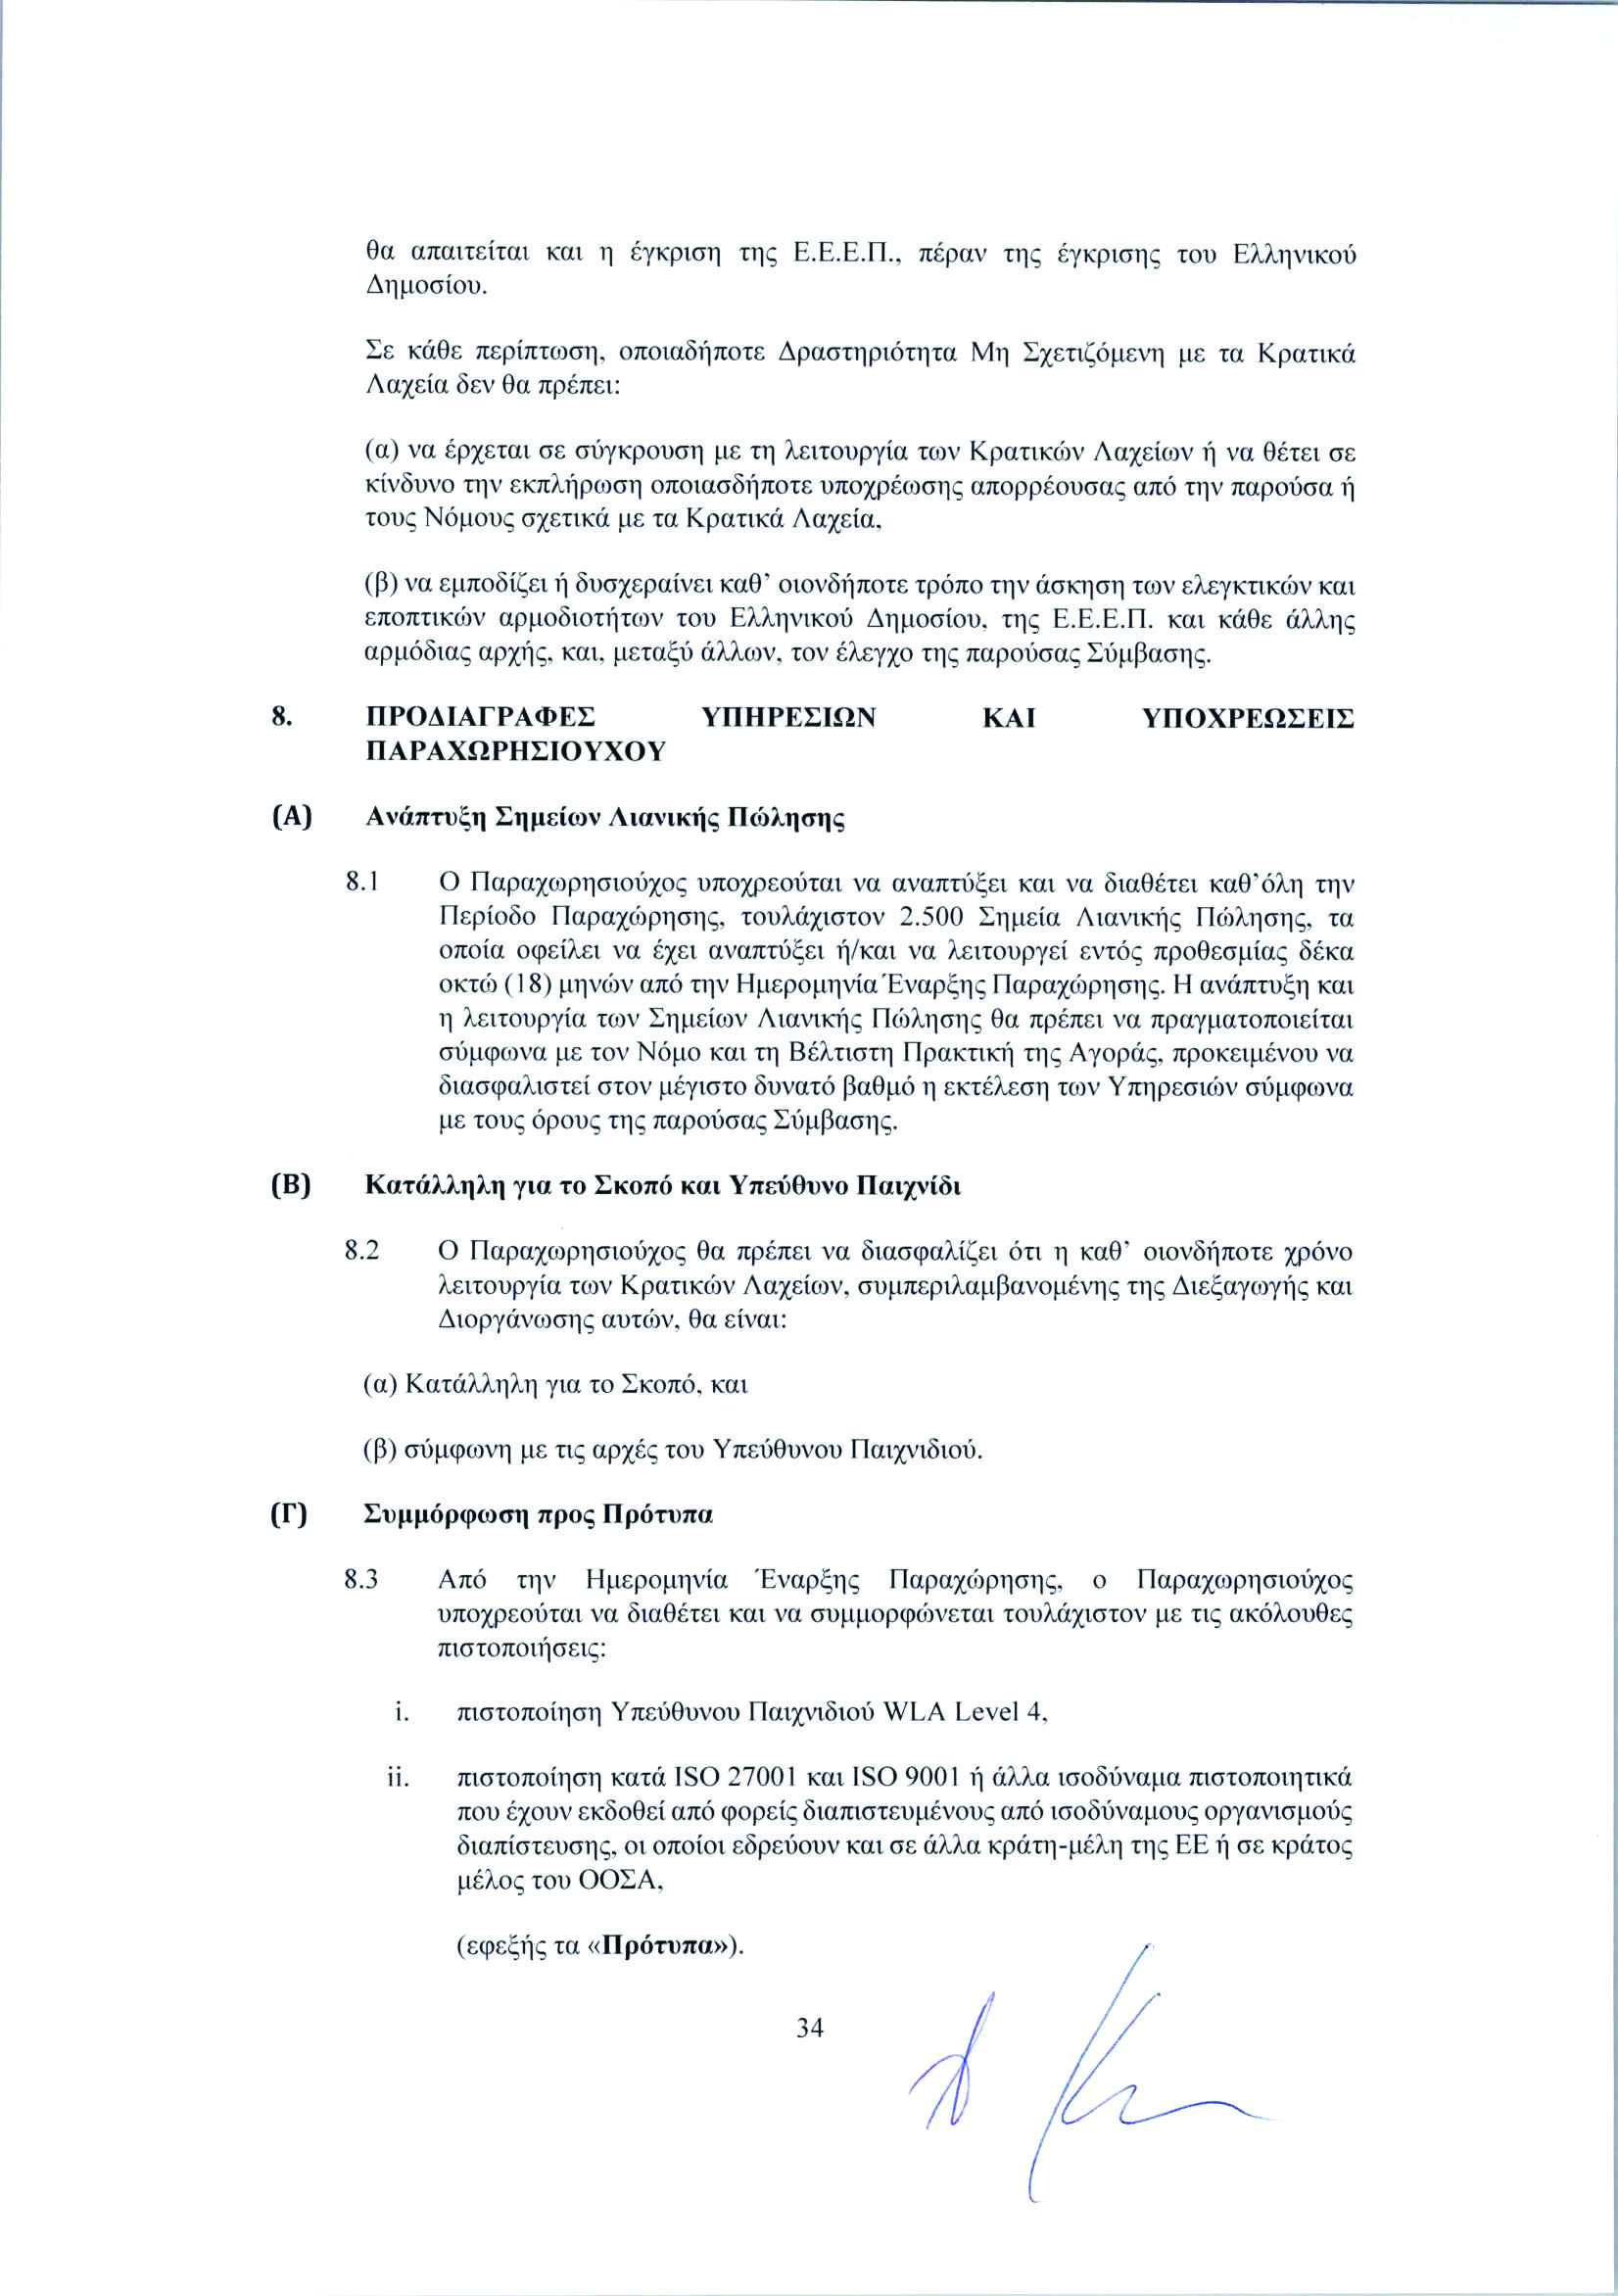 θα απαιτείται και η έγκριση της Ε.Ε.Ε.Π., πέραν της έγκρισης του Ελληνικού
Δημοσίου.
Σε κάθε περίπτωση, οποιαδήποτε Δραστηριότητα Μη Σχετιζόμενη με τα Κρατικά
Λαχεία δεν θα πρέπει:
(α) να έρχεται σε σύγκρουση με τη λειτουργία των Κρατικών Λαχείων ή να θέτει σε
κίνδυνο την εκπλήρωση οποιασδήποτε υποχρέωσης απορρέουσας από την παρούσα ή
τους Νόμους σχετικά με τα Κρατικά Λαχεία,
(β) να εμποδίζει ή δυσχεραίνει καθ’ οιονδήποτε τρόπο την άσκηση των ελεγκτικών και
εποπτικών αρμοδιοτήτων του Ελληνικού Δημοσίου, της Ε.Ε.Ε.Π. και κάθε άλλης
αρμόδιας αρχής, και, μεταξύ άλλων, τον έλεγχο της παρούσας Σύμβασης.
8. ΠΡΟΔΙΑΓΡΑΦΕΣ ΥΠΗΡΕΣΙΩΝ ΚΑΙ ΥΠΟΧΡΕΩΣΕΙΣ
ΠΑΡΑΧΩΡΗΣΙΟΥΧΟΥ
(Α) Ανάπτυξη Σημείων Λιανικής Πώλησης
8.1 Ο Παραχωρησιούχος υποχρεούται να αναπτύξει και να διαθέτει καθ’όλη την
Περίοδο Παραχώρησης, τουλάχιστον 2.500 Σημεία Λιανικής Πώλησης, τα
οποία οφείλει να έχει αναπτύξει ή/και να λειτουργεί εντός προθεσμίας δέκα
οκτώ (18) μηνών από την Ημερομηνία Έναρξης Παραχώρησης. Η ανάπτυξη και
η λειτουργία των Σημείων Λιανικής Πώλησης θα πρέπει να πραγματοποιείται
σύμφωνα με τον Νόμο και τη Βέλτιστη Πρακτική της Αγοράς, προκειμένου να
διασφαλιστεί στον μέγιστο δυνατό βαθμό η εκτέλεση των Υπηρεσιών σύμφωνα
με τους όρους της παρούσας Σύμβασης.
(Β) Κατάλληλη για το Σκοπό και Υπεύθυνο Παιχνίδι
8.2 Ο Παραχωρησιούχος θα πρέπει να διασφαλίζει ότι η καθ’ οιονδήποτε χρόνο
λειτουργία των Κρατικών Λαχείων, συμπεριλαμβανομένης της Διεξαγωγής και
Διοργάνωσης αυτών, θα είναι:
(α) Κατάλληλη για το Σκοπό, και
(β) σύμφωνη με τις αρχές του Υπεύθυνου Παιχνιδιού.
(Γ) Συμμόρφωση προς Πρότυπα
8.3 Από την Ημερομηνία Έναρξης Παραχώρησης, ο Παραχωρησιούχος
υποχρεούται να διαθέτει και να συμμορφώνεται τουλάχιστον με τις ακόλουθες
πιστοποιήσεις:
i. πιστοποίηση Υπεύθυνου Παιχνιδιού WLA Level 4,
ii. πιστοποίηση κατά ISO 27001 και ISO 9001 ή άλλα ισοδύναμα πιστοποιητικά
που έχουν εκδοθεί από φορείς διαπιστευμένους από ισοδύναμους οργανισμούς
διαπίστευσης, οι οποίοι εδρεύουν και σε άλλα κράτη-μέλη της ΕΕ ή σε κράτος
μέλος του ΟΟΣΑ,
(εφεξής τα «Πρότυπα»).
34